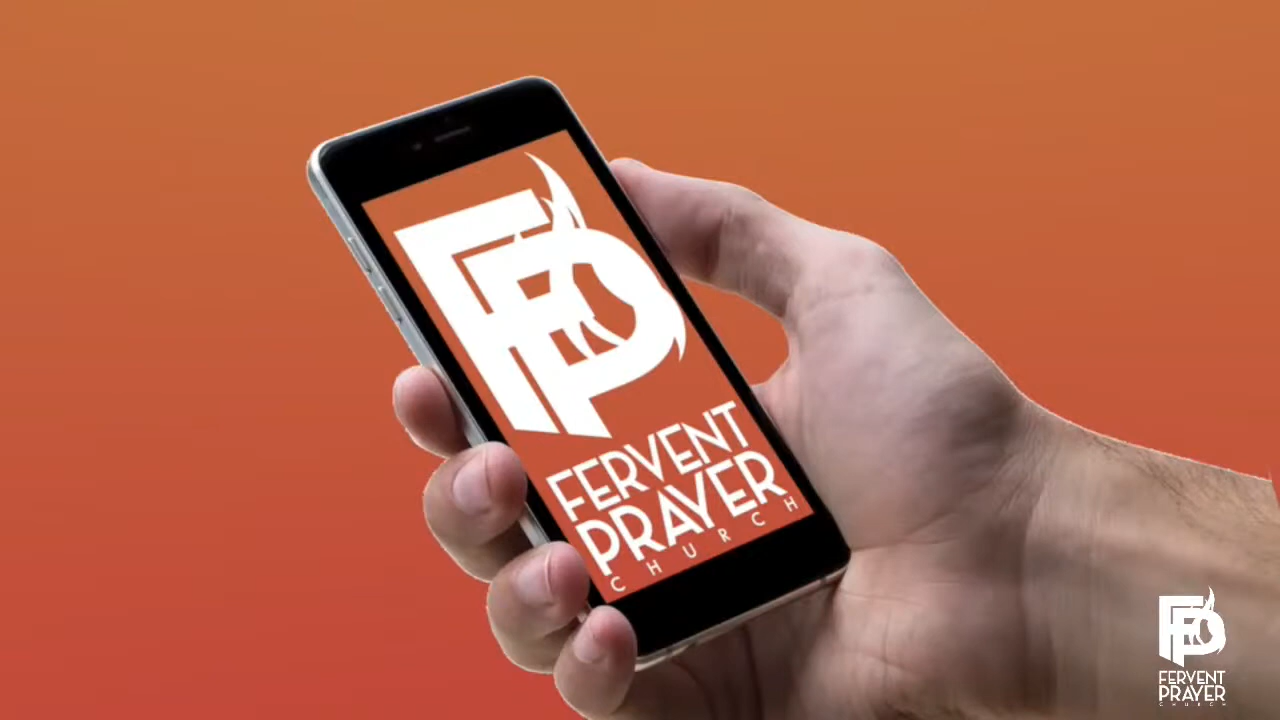 FP
FERVENT
PRAYER
CHURCH
FP
FERVENT
PRAYER
CHURCH